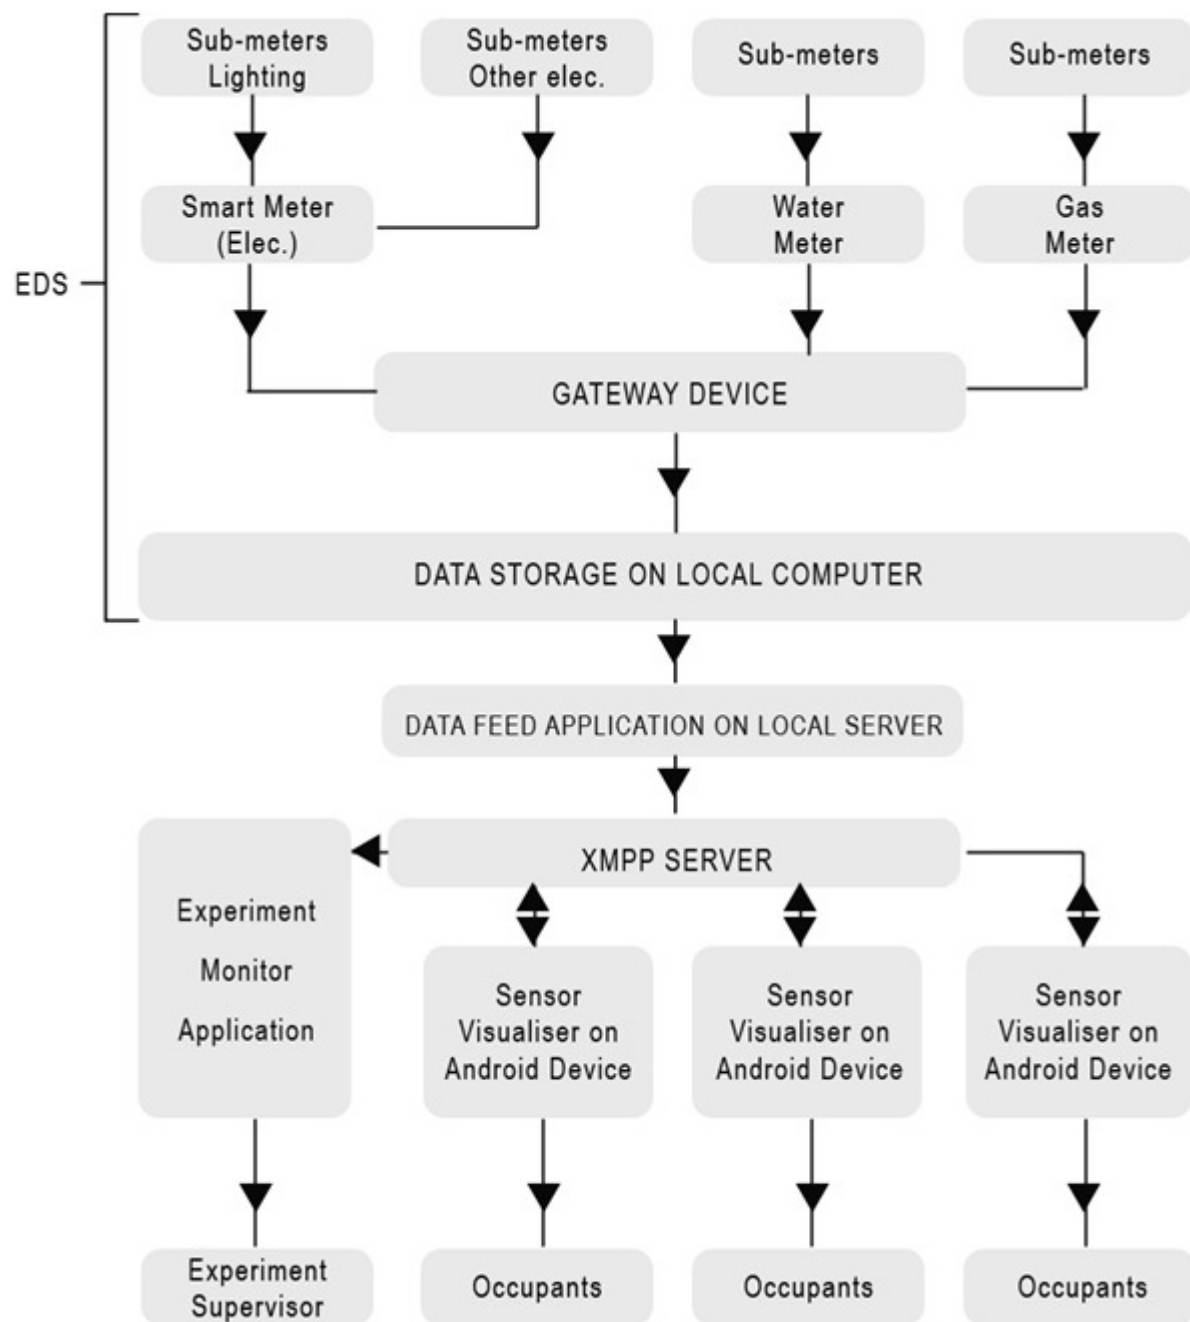 Sub-meters
Lighting
Sub-meters
Other elec.
Sub-meters
Sub-meters
Smart Meter
(Elec.)
Water
Meter
Gas
Meter
EDS
GATEWAY DEVICE
DATA STORAGE ON LOCAL COMPUTER
DATA FEED APPLICATION ON LOCAL SERVER
XMPP SERVER
Experiment
Monitor
Application
Sensor
Visualiser on
Android Device
Sensor
Visualiser on
Android Device
Sensor
Visualiser on
Android Device
Experiment
Supervisor
Occupants
Occupants
Occupants